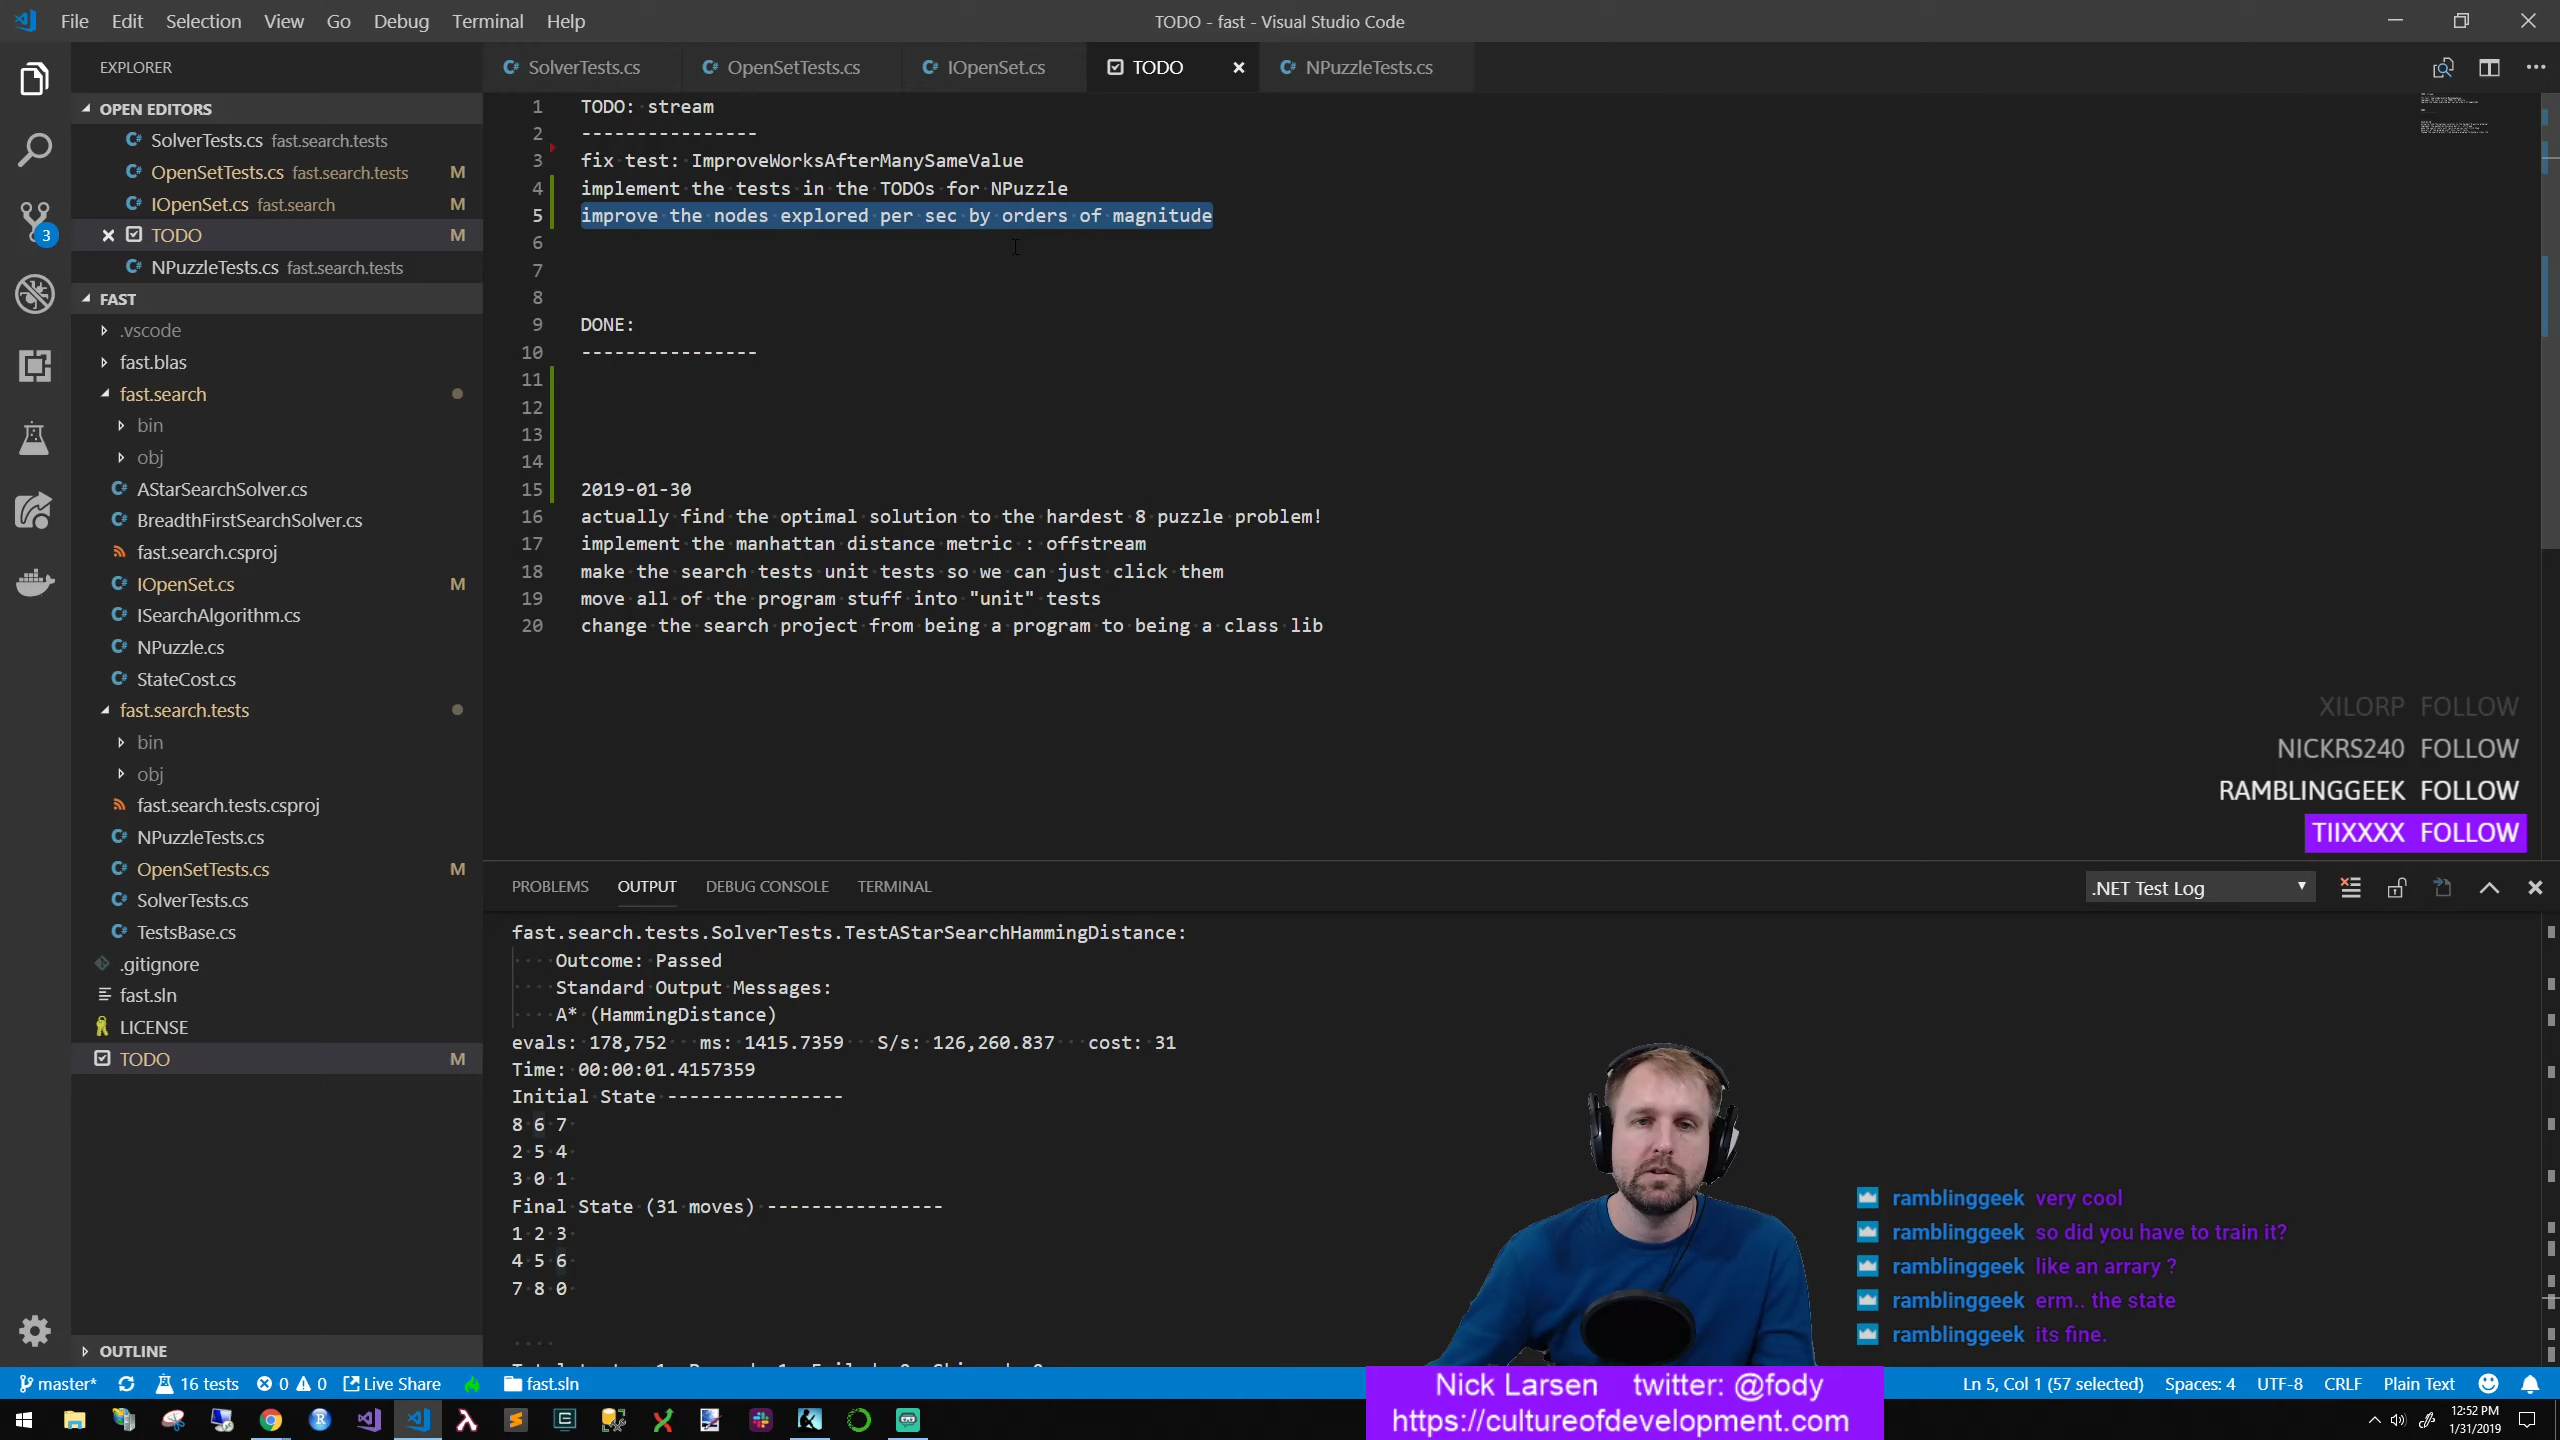 File Edit Selection View Go Debug Terminal Help
TODO - fast - Visual Studio Code
EXPLORER
OPEN EDITORS
SolverTests.cs fast.search.tests
OpenSetTests.cs fast.search.tests M
IOpenSet.cs fast.search M
TODO M
NPuzzleTests.cs fast.search.tests
3
FAST
.vscode
fast.blas
fast.search
bin
obj
AStarSearchSolver.cs
BreadthFirstSearchSolver.cs
fast.search.csproj
IOpenSet.cs M
ISearchAlgorithm.cs
NPuzzle.cs
StateCost.cs
fast.search.tests
bin
obj
fast.search.tests.csproj
NPuzzleTests.cs
OpenSetTests.cs M
SolverTests.cs
TestsBase.cs
.gitignore
fast.sln
LICENSE
TODO M
OUTLINE
SolverTests.cs OpenSetTests.cs IOpenSet.cs TODO NPuzzleTests.cs
1 TODO: stream
2 ----------------
3 fix test: ImproveWorksAfterManySameValue
4 implement the tests in the TODOs for NPuzzle
5 improve the nodes explored per sec by orders of magnitude
6
7
8
9 DONE:
10 ----------------
11
12
13
14
15 2019-01-30
16 actually find the optimal solution to the hardest 8 puzzle problem!
17 implement the manhattan distance metric : offstream
18 make the search tests unit tests so we can just click them
19 move all of the program stuff into "unit" tests
20 change the search project from being a program to being a class lib
XILORP FOLLOW
NICKRS240 FOLLOW
RAMBLINGGEEK FOLLOW
TIIXXXX FOLLOW
PROBLEMS OUTPUT DEBUG CONSOLE TERMINAL
.NET Test Log
fast.search.tests.SolverTests.TestAStarSearchHammingDistance:
Outcome: Passed
Standard Output Messages:
A* (HammingDistance)
evals: 178,752 ms: 1415.7359 S/s: 126,260.837 cost: 31
Time: 00:00:01.4157359
Initial State ----------------
8 6 7
2 5 4
3 0 1
Final State (31 moves) ----------------
1 2 3
4 5 6
7 8 0
ramblinggeek very cool
ramblinggeek so did you have to train it?
ramblinggeek like an arrary ?
ramblinggeek erm.. the state
ramblinggeek its fine.
Nick Larsen twitter: @fody
https://cultureofdevelopment.com
master* 16 tests 0 0 Live Share fast.sln
Ln 5, Col 1 (57 selected) Spaces: 4 UTF-8 CRLF Plain Text
12:52 PM
1/31/2019